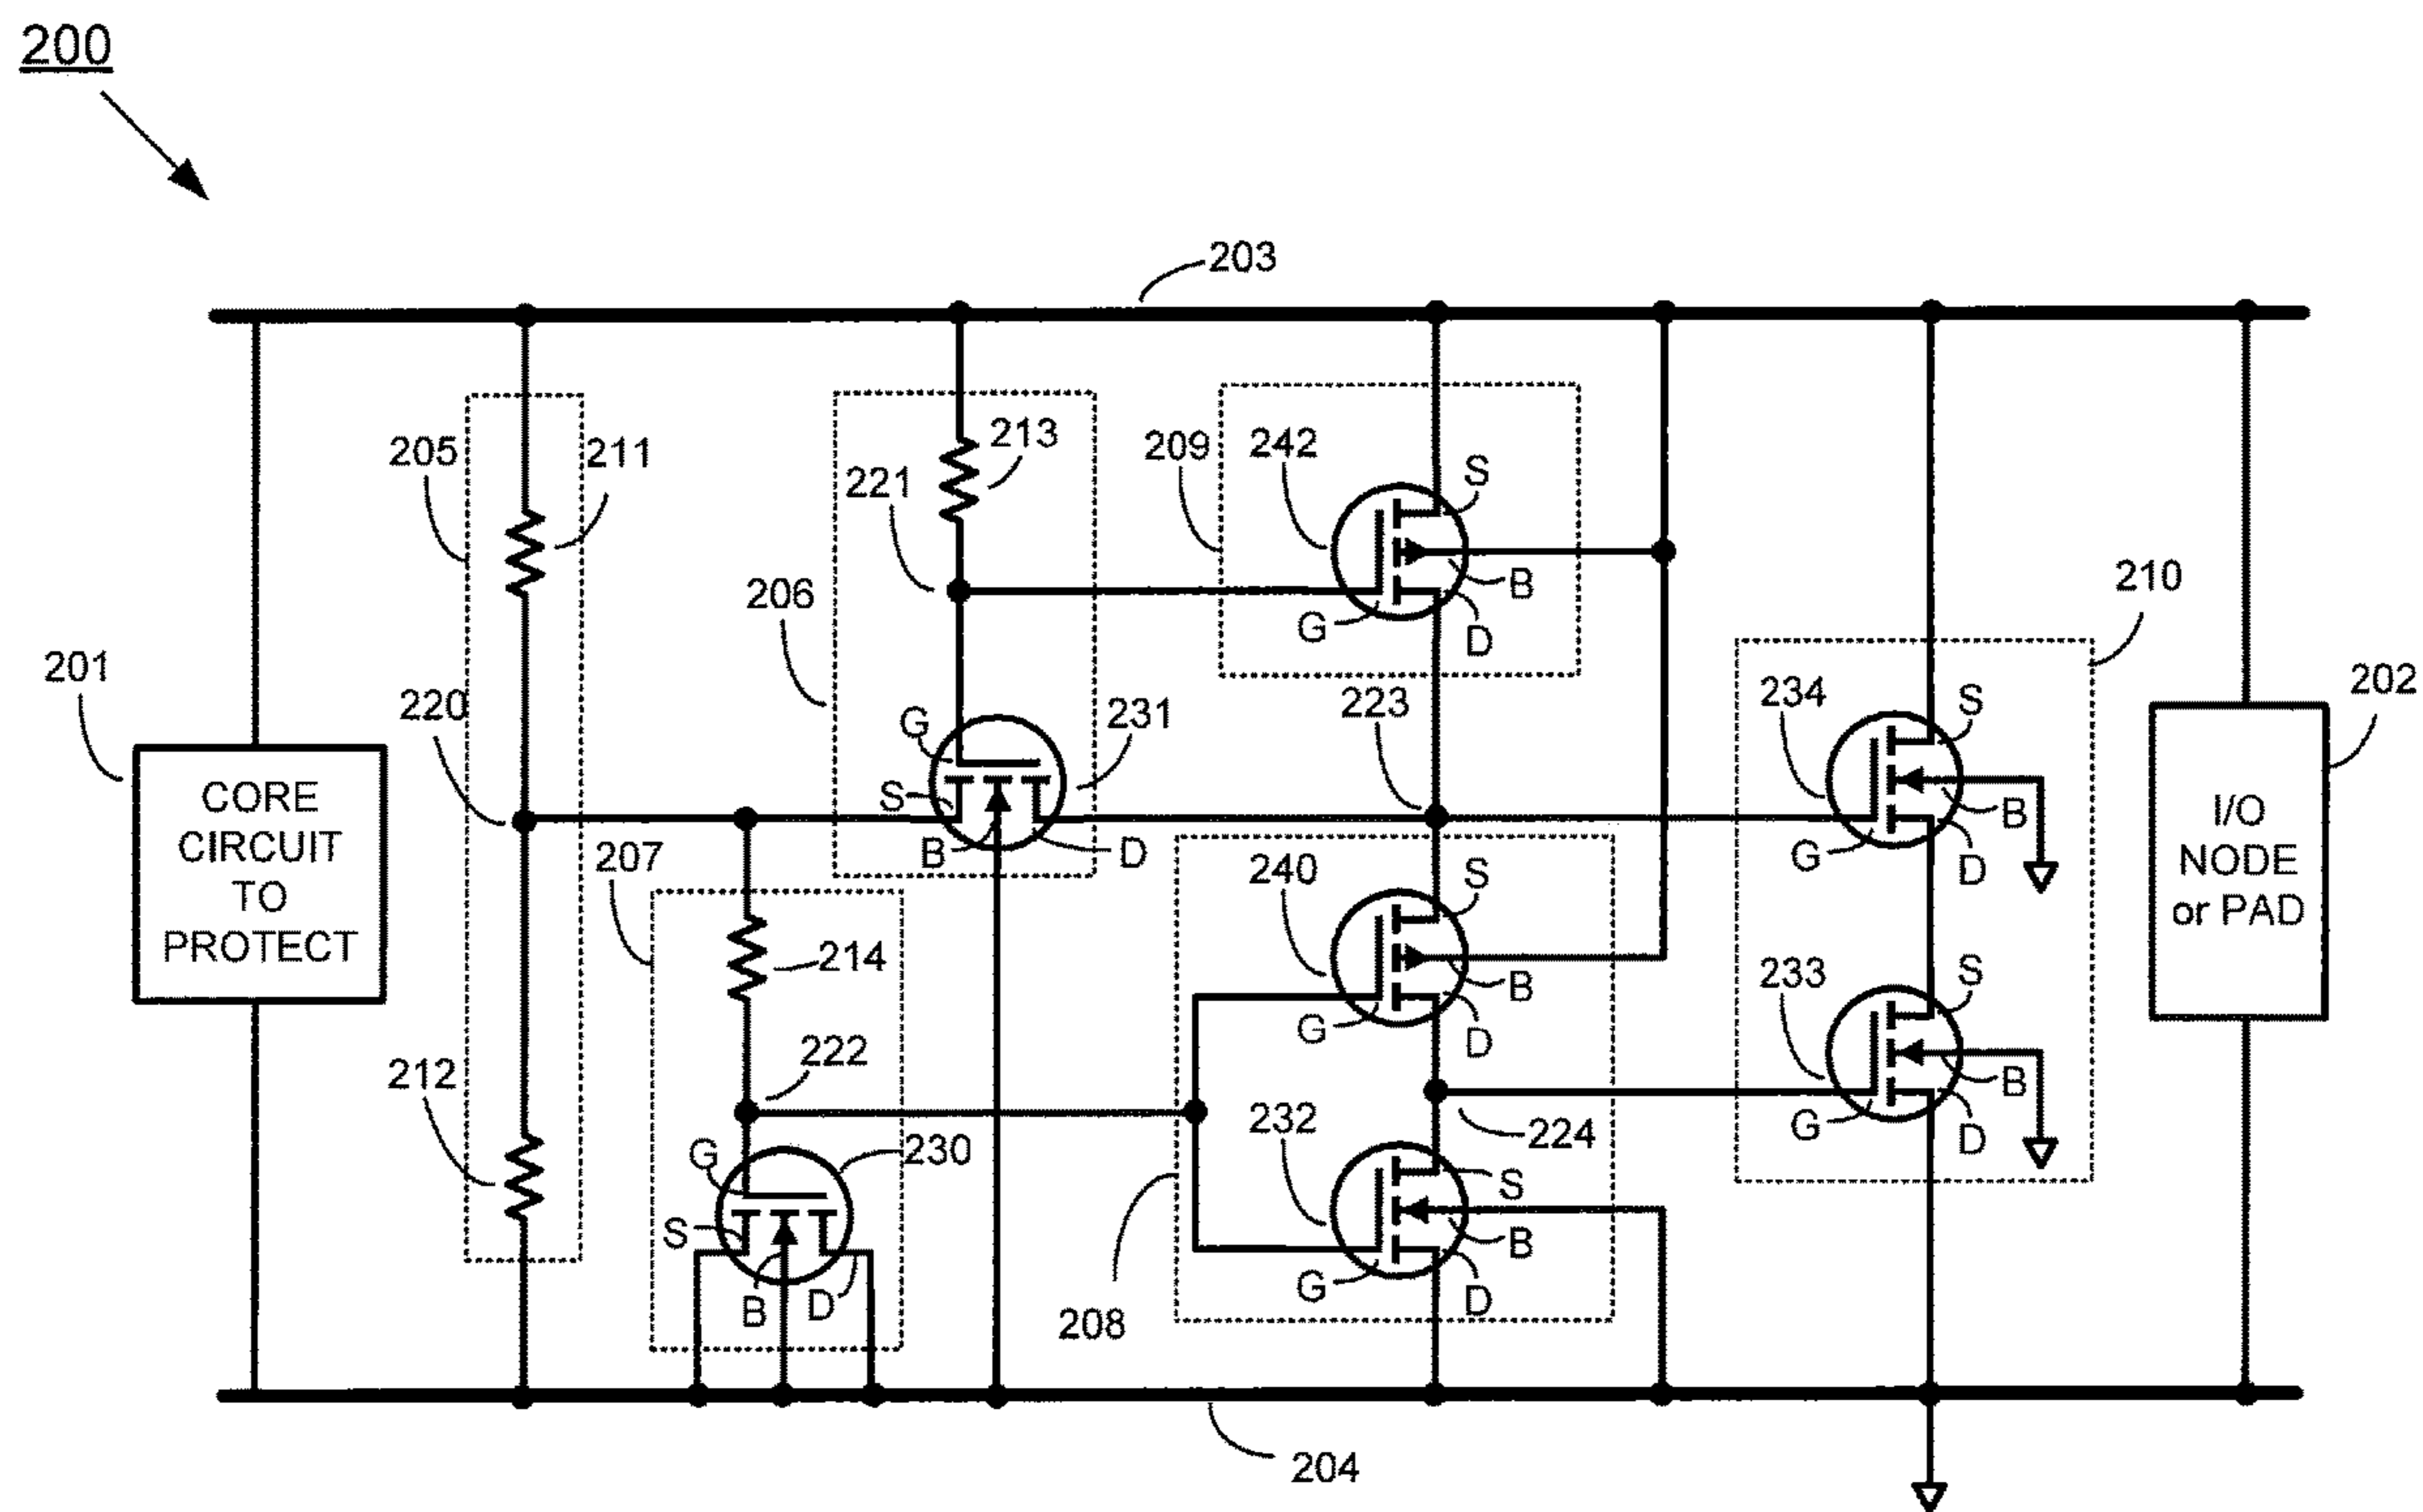 200
203
205
211
213
221
209
242
S
B
G
D
206
210
201
220
223
234
S
202
G
231
CORE
CIRCUIT
TO
PROTECT
S
B
D
B
G
D
I/O
NODE
or PAD
207
240
S
214
B
G
D
233
S
222
B
212
G
D
230
232
224
G
S
S
B
B
D
G
D
208
204